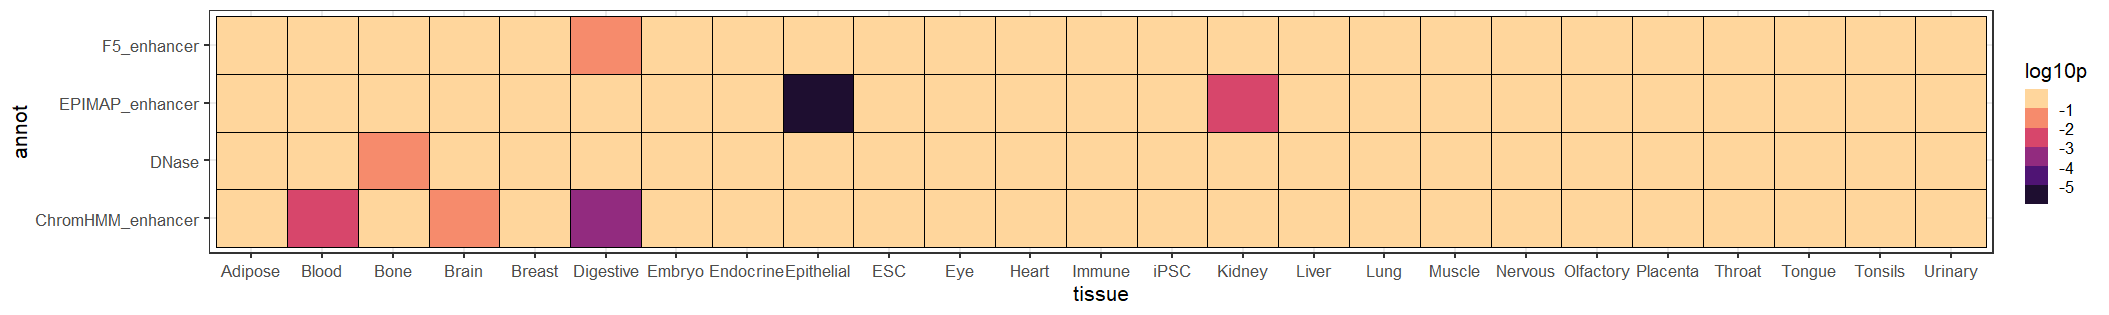 F5_enhancer
EPIMAP_enhancer
DNase
ChromHMM_enhancer
annot
Adipose Blood Bone Brain Breast Digestive Embryo Endocrine Epithelial ESC Eye Heart Immune iPSC Kidney Liver Lung Muscle Nervous Olfactory Placenta Throat Tongue Tonsils Urinary
tissue
log10p
-1
-2
-3
-4
-5